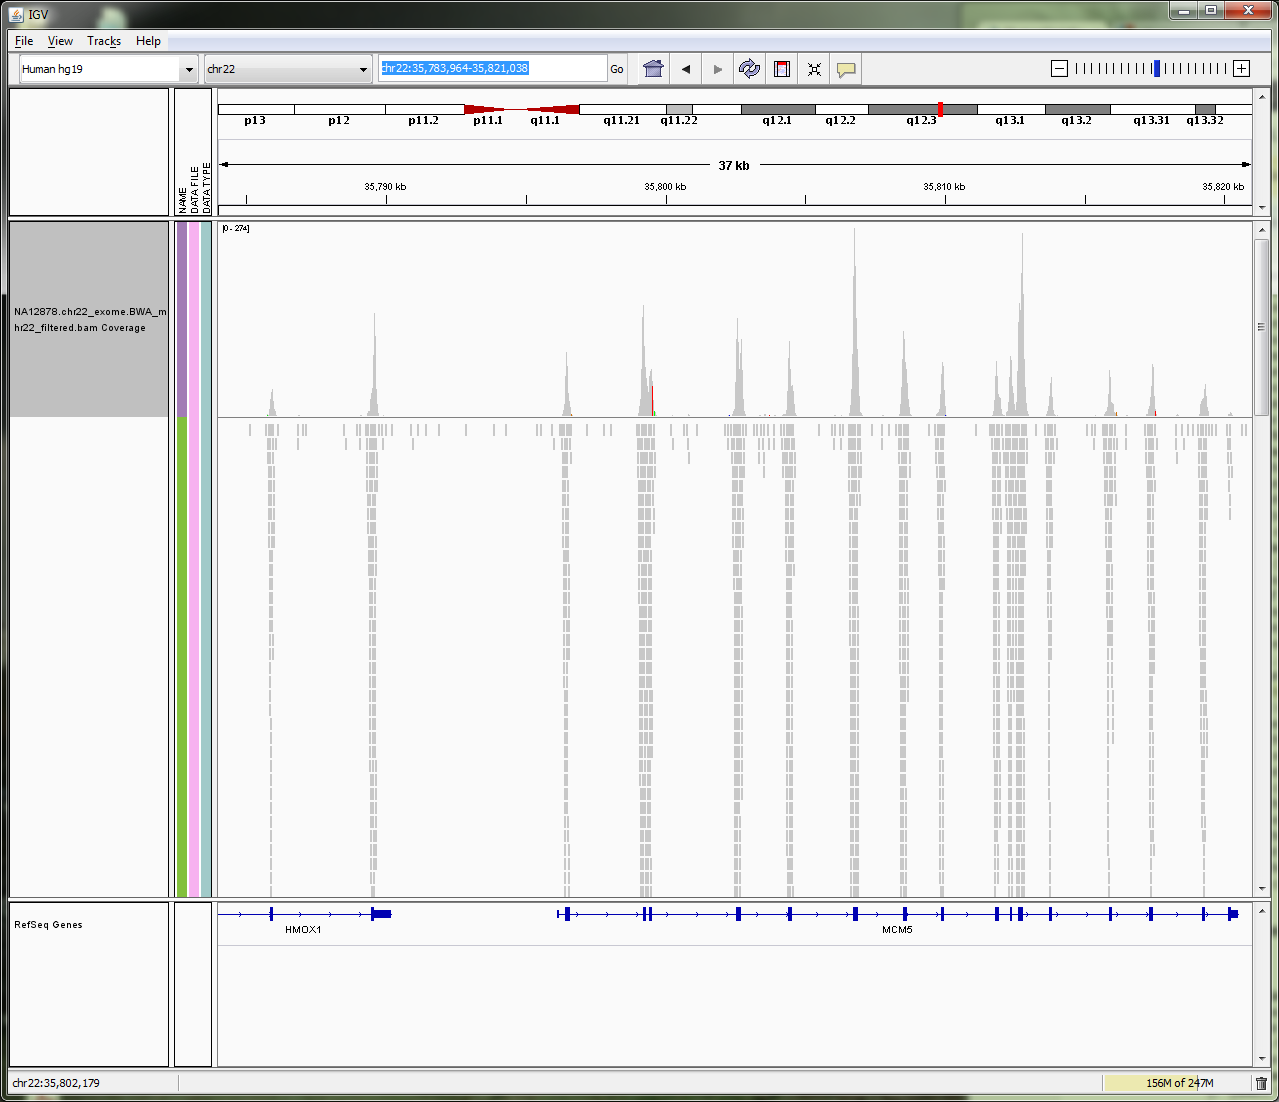 IGV
File View Tracks Help
Human hg19 chr22 chr22:35,783,964-35,821,038 Go
NAME
DATA FILE
DATA TYPE
p13 p12 p11.2 p11.1 q11.1 q11.21 q11.22 q12.1 q12.2 q12.3 q13.1 q13.2 q13.31 q13.32
37 kb
35,790 kb 35,800 kb 35,810 kb 35,820 kb
[0 - 274]
NA12878.chr22_exome.BWA_m
hr22_filtered.bam Coverage
RefSeq Genes
HMOX1 MCM5
chr22:35,802,179 156M of 247M